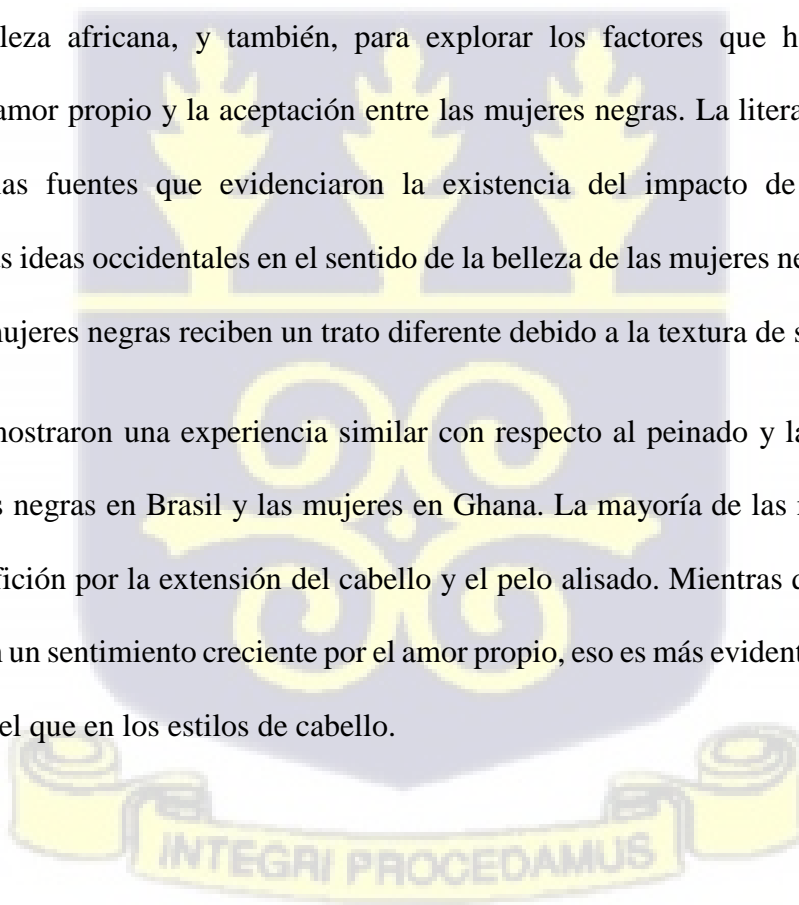 leza africana, y también, para explorar los factores que h
amor propio y la aceptación entre las mujeres negras. La litera
las fuentes que evidenciaron la existencia del impacto de
s ideas occidentales en el sentido de la belleza de las mujeres ne
mujeres negras reciben un trato diferente debido a la textura de s
mostraron una experiencia similar con respecto al peinado y la
s negras en Brasil y las mujeres en Ghana. La mayoría de las
fición por la extensión del cabello y el pelo alisado. Mientras
un sentimiento creciente por el amor propio, eso es más evident
el que en los estilos de cabello.
INTEGRI PROCEDAMUS